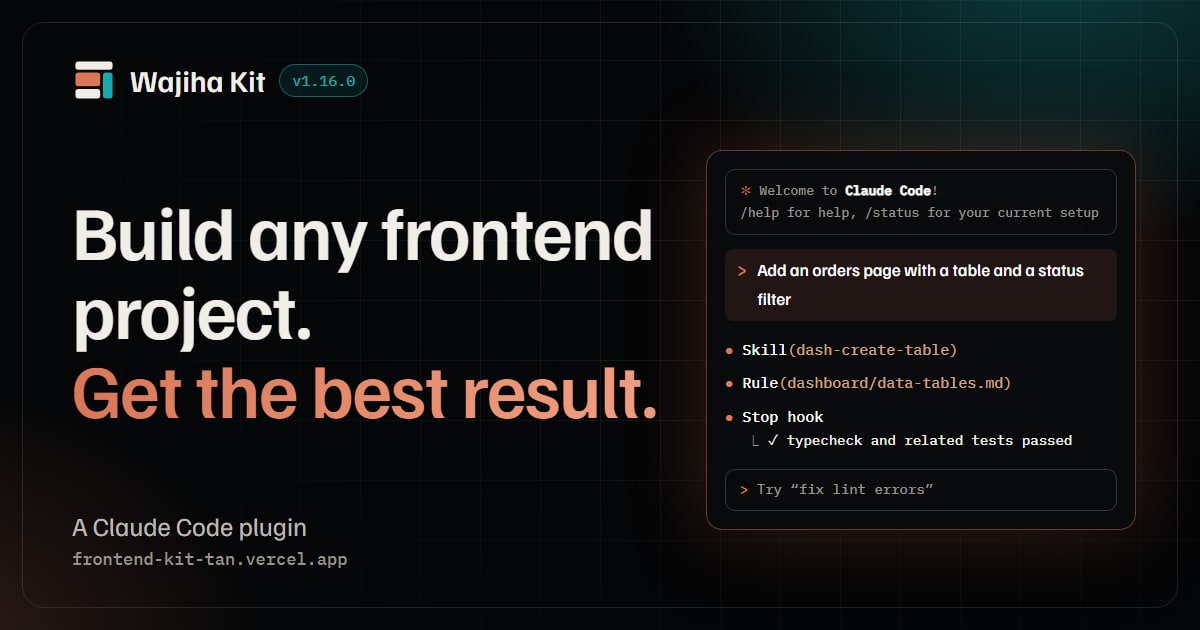 Wajiha Kit
v1.16.0
Build any frontend
project.
Get the best result.
A Claude Code plugin
frontend-kit-tan.vercel.app
✻ Welcome to Claude Code!
/help for help, /status for your current setup
> Add an orders page with a table and a status
filter
● Skill(dash-create-table)
● Rule(dashboard/data-tables.md)
● Stop hook
└ ✓ typecheck and related tests passed
> Try “fix lint errors”